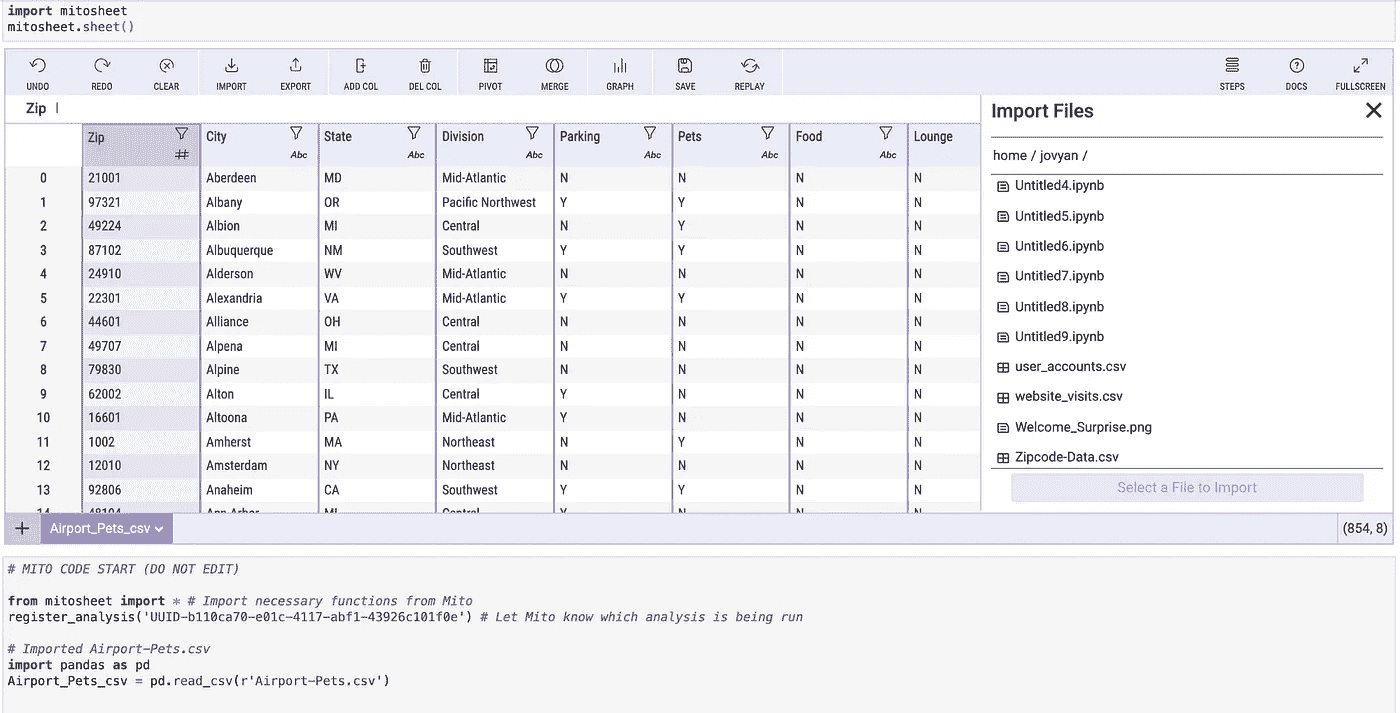 import mitosheet
mitosheet.sheet()
UNDO REDO CLEAR IMPORT EXPORT ADD COL DEL COL PIVOT MERGE GRAPH SAVE REPLAY STEPS DOCS FULLSCREEN
Zip
Zip City State Division Parking Pets Food Lounge
# Abc Abc Abc Abc Abc Abc
0 21001 Aberdeen MD Mid-Atlantic N N N N
1 97321 Albany OR Pacific Northwest Y Y N N
2 49224 Albion MI Central N Y N N
3 87102 Albuquerque NM Southwest Y Y N N
4 24910 Alderson WV Mid-Atlantic N N N N
5 22301 Alexandria VA Mid-Atlantic Y Y N N
6 44601 Alliance OH Central N N N N
7 49707 Alpena MI Central N N N N
8 79830 Alpine TX Southwest N N N N
9 62002 Alton IL Central Y N N N
10 16601 Altoona PA Mid-Atlantic Y N N N
11 1002 Amherst MA Northeast N Y N N
12 12010 Amsterdam NY Northeast N N N N
13 92806 Anaheim CA Southwest Y Y N N
14 48104 Ann Arbor MI Central Y N N N
Import Files
home / jovyan /
Untitled4.ipynb
Untitled5.ipynb
Untitled6.ipynb
Untitled7.ipynb
Untitled8.ipynb
Untitled9.ipynb
user_accounts.csv
website_visits.csv
Welcome_Surprise.png
Zipcode-Data.csv
Select a File to Import
+ Airport_Pets_csv (854, 8)
# MITO CODE START (DO NOT EDIT)
from mitosheet import * # Import necessary functions from Mito
register_analysis('UUID-b110ca70-e01c-4117-abf1-43926c101f0e') # Let Mito know which analysis is being run
# Imported Airport-Pets.csv
import pandas as pd
Airport_Pets_csv = pd.read_csv(r'Airport-Pets.csv')